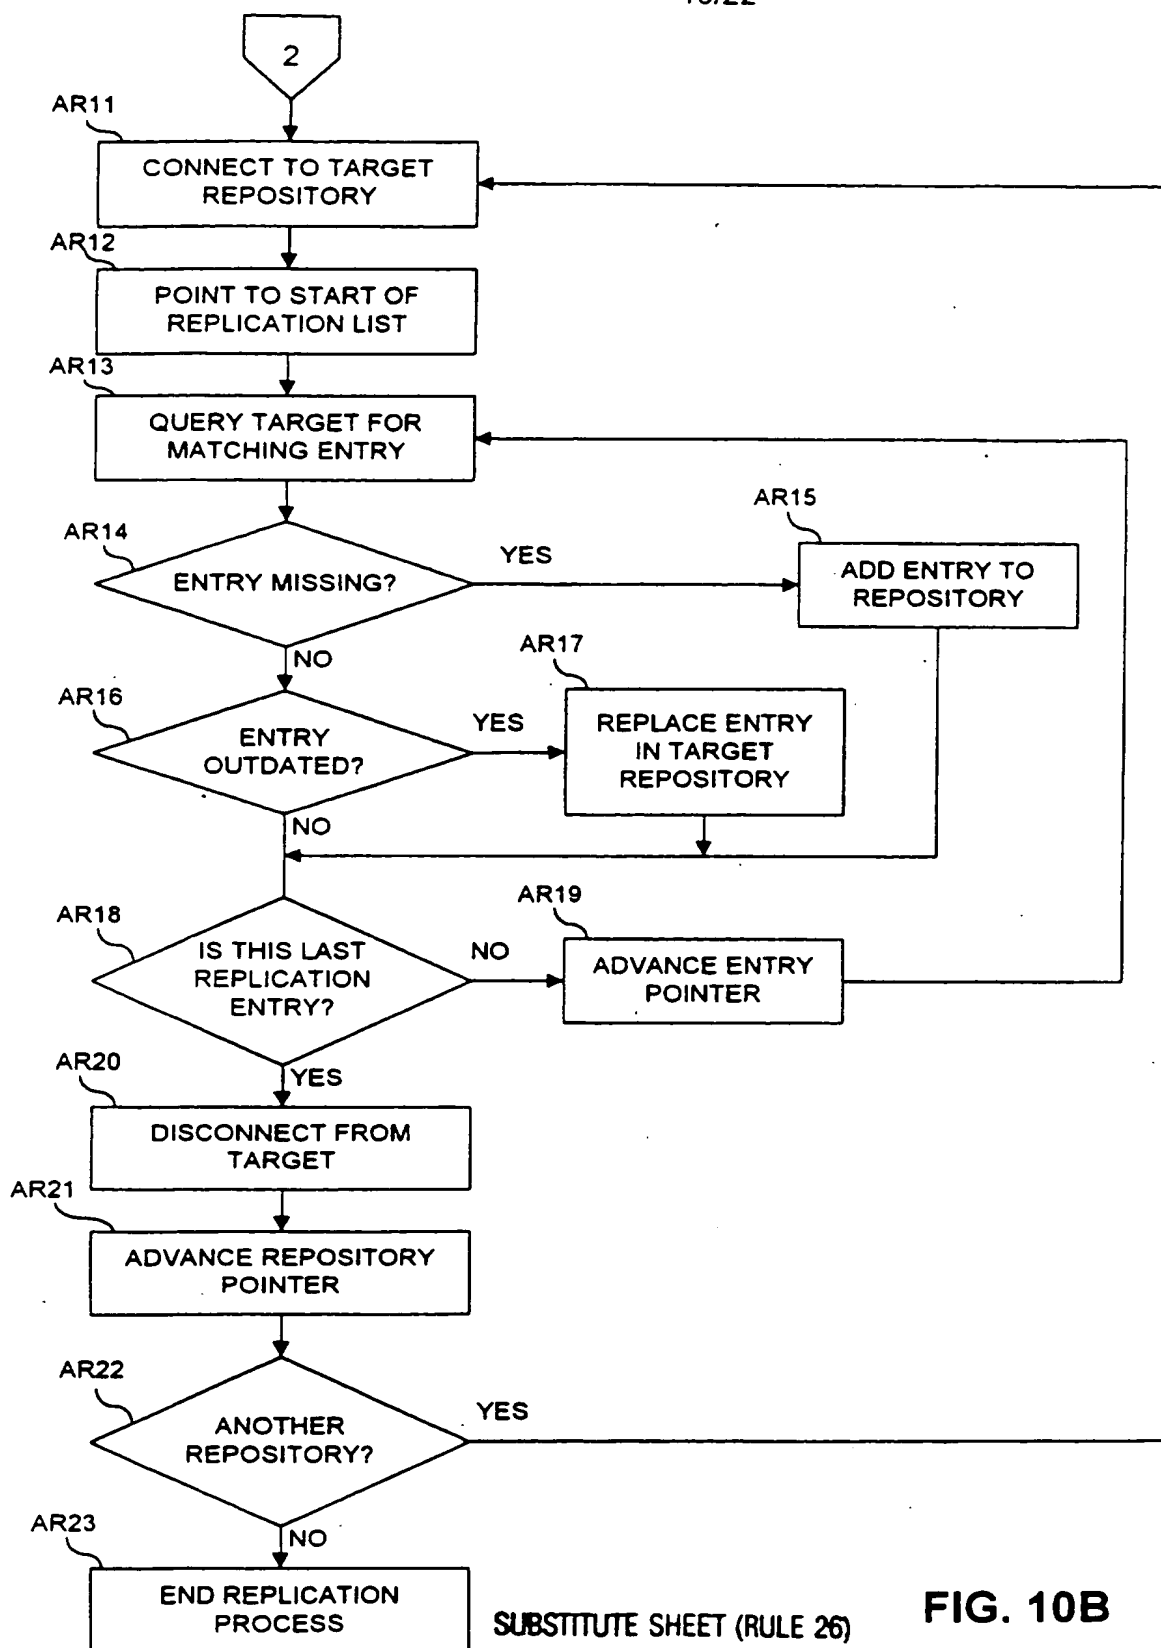 2
AR11
CONNECT TO TARGET
REPOSITORY
AR12
POINT TO START OF
REPLICATION LIST
AR13
QUERY TARGET FOR
MATCHING ENTRY
AR14
ENTRY MISSING?
YES
AR15
ADD ENTRY TO
REPOSITORY
NO
AR16
ENTRY
OUTDATED?
YES
AR17
REPLACE ENTRY
IN TARGET
REPOSITORY
NO
AR18
IS THIS LAST
REPLICATION
ENTRY?
NO
AR19
ADVANCE ENTRY
POINTER
YES
AR20
DISCONNECT FROM
TARGET
AR21
ADVANCE REPOSITORY
POINTER
AR22
ANOTHER
REPOSITORY?
YES
NO
AR23
END REPLICATION
PROCESS
SUBSTITUTE SHEET (RULE 26)
FIG. 10B